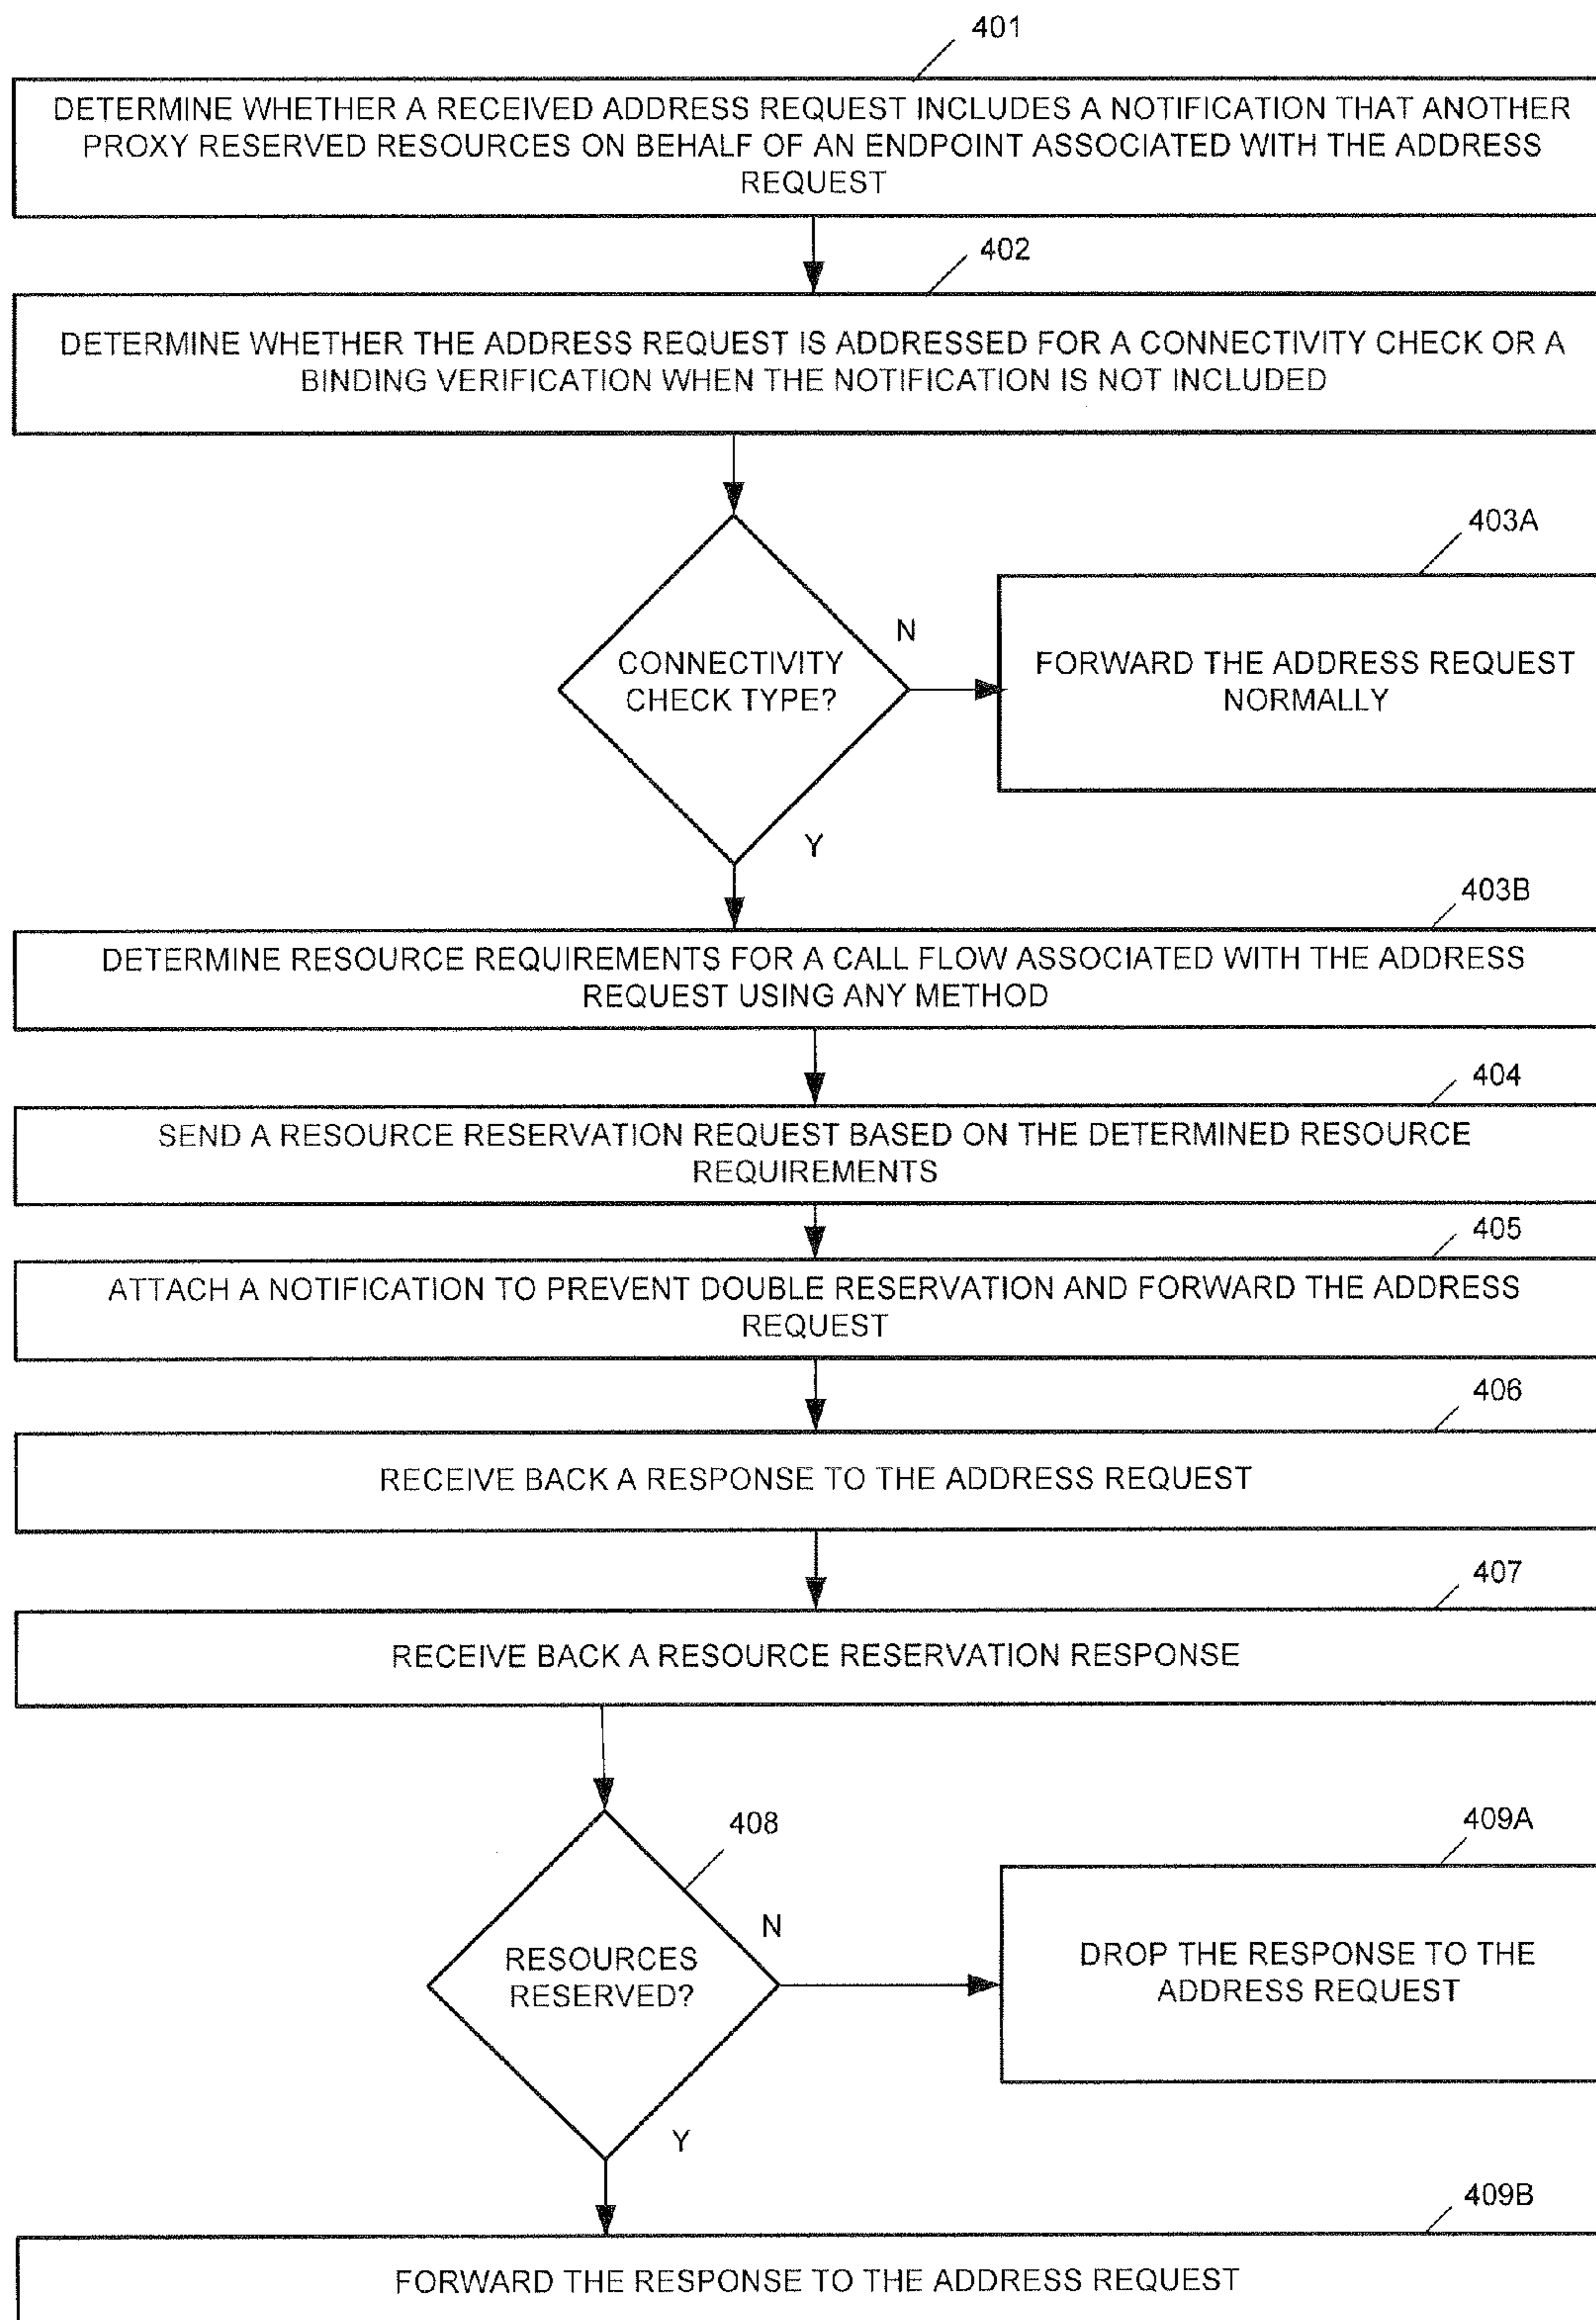 401
DETERMINE WHETHER A RECEIVED ADDRESS REQUEST INCLUDES A NOTIFICATION THAT ANOTHER
PROXY RESERVED RESOURCES ON BEHALF OF AN ENDPOINT ASSOCIATED WITH THE ADDRESS
REQUEST
402
DETERMINE WHETHER THE ADDRESS REQUEST IS ADDRESSED FOR A CONNECTIVITY CHECK OR A
BINDING VERIFICATION WHEN THE NOTIFICATION IS NOT INCLUDED
403A
N
CONNECTIVITY
CHECK TYPE?
FORWARD THE ADDRESS REQUEST
NORMALLY
Y
403B
DETERMINE RESOURCE REQUIREMENTS FOR A CALL FLOW ASSOCIATED WITH THE ADDRESS
REQUEST USING ANY METHOD
404
SEND A RESOURCE RESERVATION REQUEST BASED ON THE DETERMINED RESOURCE
REQUIREMENTS
405
ATTACH A NOTIFICATION TO PREVENT DOUBLE RESERVATION AND FORWARD THE ADDRESS
REQUEST
406
RECEIVE BACK A RESPONSE TO THE ADDRESS REQUEST
407
RECEIVE BACK A RESOURCE RESERVATION RESPONSE
408
409A
N
RESOURCES
RESERVED?
DROP THE RESPONSE TO THE
ADDRESS REQUEST
Y
409B
FORWARD THE RESPONSE TO THE ADDRESS REQUEST